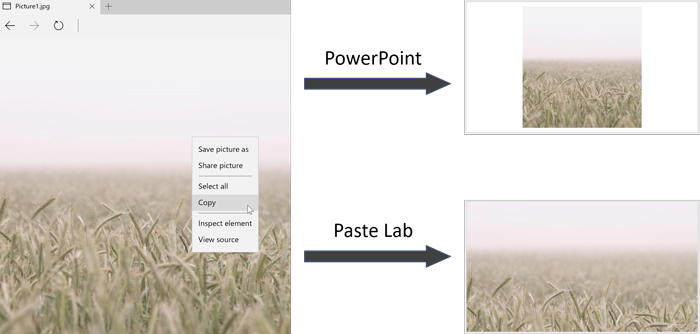 Picture1.jpg
Save picture as
Share picture
Select all
Copy
Inspect element
View source
PowerPoint
Paste Lab